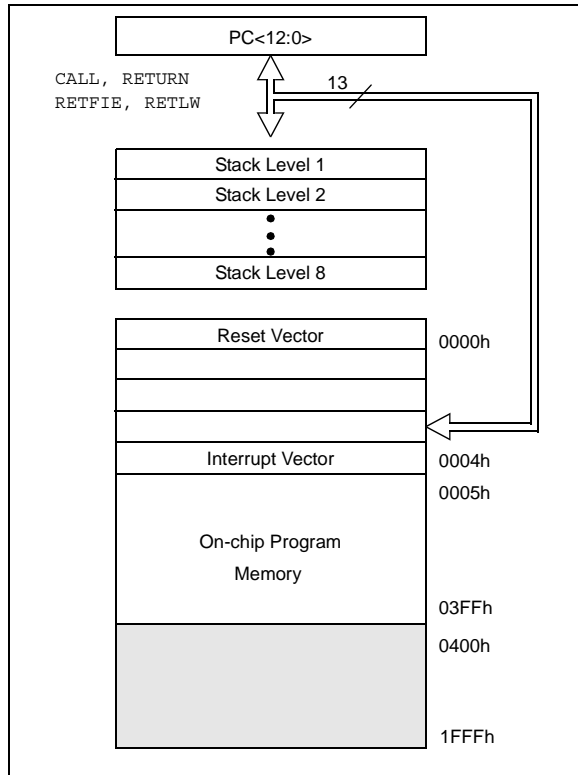 PC<12:0>
CALL, RETURN
RETFIE, RETLW
13
Stack Level 1
Stack Level 2
Stack Level 8
Reset Vector
0000h
Interrupt Vector
0004h
0005h
On-chip Program
Memory
03FFh
0400h
1FFFh